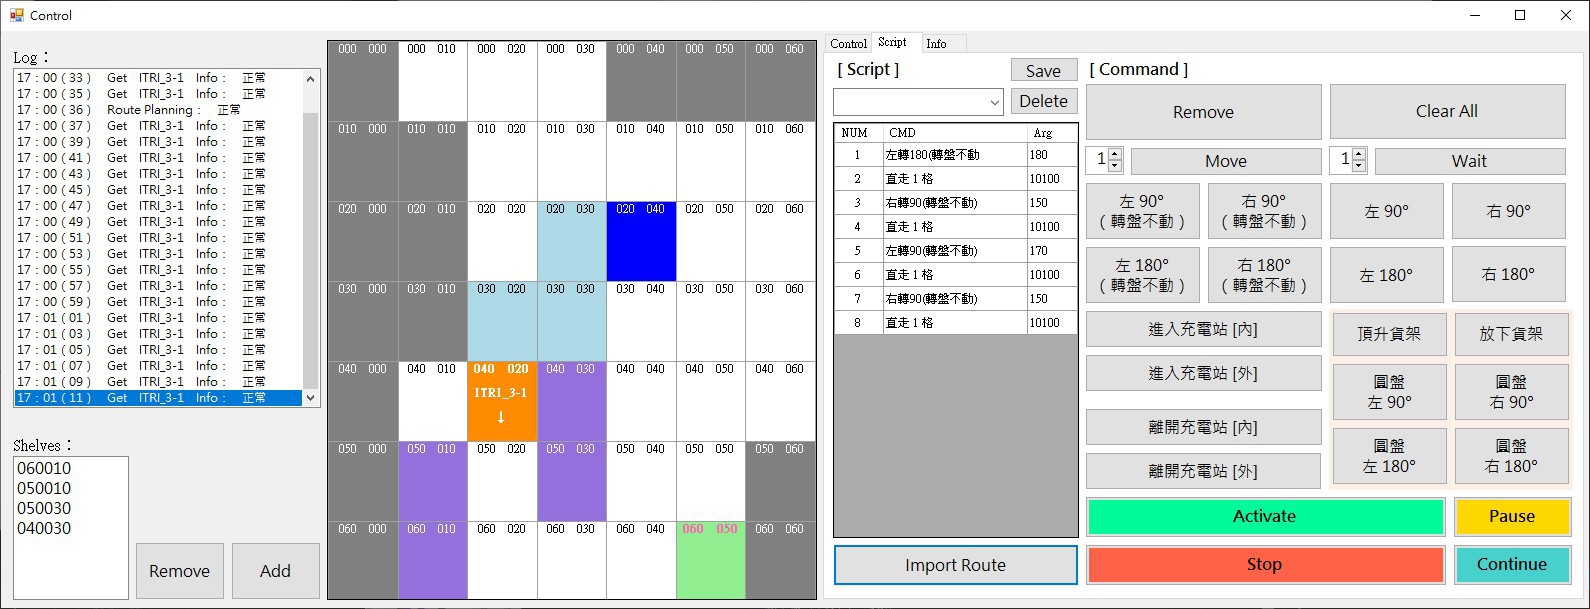 Control
Log：
17：00 ( 33 ) Get ITRI_3-1 Info： 正常
17：00 ( 35 ) Get ITRI_3-1 Info： 正常
17：00 ( 36 ) Route Planning： 正常
17：00 ( 37 ) Get ITRI_3-1 Info： 正常
17：00 ( 39 ) Get ITRI_3-1 Info： 正常
17：00 ( 41 ) Get ITRI_3-1 Info： 正常
17：00 ( 43 ) Get ITRI_3-1 Info： 正常
17：00 ( 45 ) Get ITRI_3-1 Info： 正常
17：00 ( 47 ) Get ITRI_3-1 Info： 正常
17：00 ( 49 ) Get ITRI_3-1 Info： 正常
17：00 ( 51 ) Get ITRI_3-1 Info： 正常
17：00 ( 53 ) Get ITRI_3-1 Info： 正常
17：00 ( 55 ) Get ITRI_3-1 Info： 正常
17：00 ( 57 ) Get ITRI_3-1 Info： 正常
17：00 ( 59 ) Get ITRI_3-1 Info： 正常
17：01 ( 01 ) Get ITRI_3-1 Info： 正常
17：01 ( 03 ) Get ITRI_3-1 Info： 正常
17：01 ( 05 ) Get ITRI_3-1 Info： 正常
17：01 ( 07 ) Get ITRI_3-1 Info： 正常
17：01 ( 09 ) Get ITRI_3-1 Info： 正常
17：01 ( 11 ) Get ITRI_3-1 Info： 正常
Shelves：
060010
050010
050030
040030
Remove Add
000 000 000 010 000 020 000 030 000 040 000 050 000 060
010 000 010 010 010 020 010 030 010 040 010 050 010 060
020 000 020 010 020 020 020 030 020 040 020 050 020 060
030 000 030 010 030 020 030 030 030 040 030 050 030 060
040 000 040 010 040 020 040 030 040 040 040 050 040 060
ITRI_3-1
↓
050 000 050 010 050 020 050 030 050 040 050 050 050 060
060 000 060 010 060 020 060 030 060 040 060 050 060 060
Control Script Info
[ Script ]
Save
Delete
NUM CMD Arg
1 左轉180(轉盤不動 180
2 直走 1 格 10100
3 右轉90(轉盤不動) 150
4 直走 1 格 10100
5 左轉90(轉盤不動) 170
6 直走 1 格 10100
7 右轉90(轉盤不動) 150
8 直走 1 格 10100
Import Route
[ Command ]
Remove Clear All
1 Move 1 Wait
左 90°
( 轉盤不動 )
右 90°
( 轉盤不動 )
左 90°
右 90°
左 180°
( 轉盤不動 )
右 180°
( 轉盤不動 )
左 180°
右 180°
進入充電站 [內]
進入充電站 [外]
離開充電站 [內]
離開充電站 [外]
頂升貨架
放下貨架
圓盤
左 90°
圓盤
右 90°
圓盤
左 180°
圓盤
右 180°
Activate Pause
Stop Continue